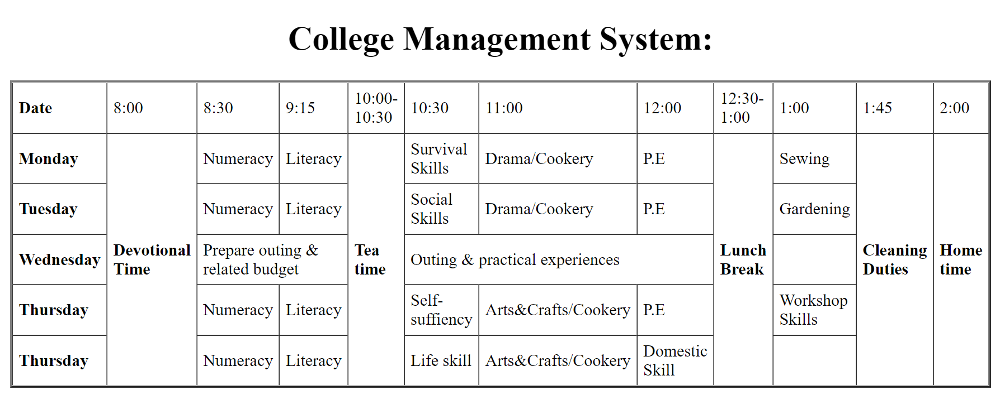 College Management System:
Date 8:00 8:30 9:15 10:00-10:30 10:30 11:00 12:00 12:30-1:00 1:00 1:45 2:00
Monday Devotional Time Numeracy Literacy Tea time Survival Skills Drama/Cookery P.E Lunch Break Sewing Cleaning Duties Home time
Tuesday Numeracy Literacy Social Skills Drama/Cookery P.E Gardening
Wednesday Prepare outing & related budget Outing & practical experiences
Thursday Numeracy Literacy Self-suffiency Arts&Crafts/Cookery P.E Workshop Skills
Thursday Numeracy Literacy Life skill Arts&Crafts/Cookery Domestic Skill